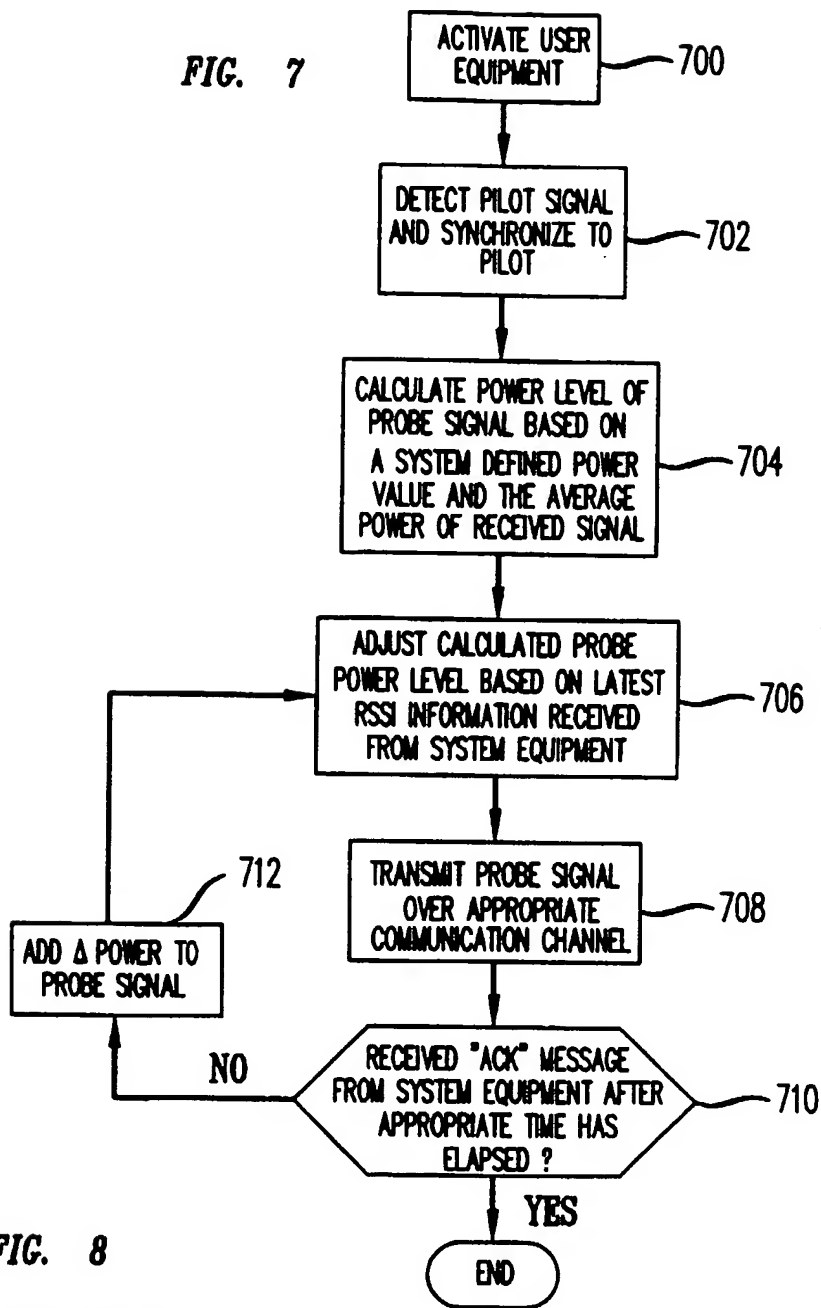 FIG. 7
ACTIVATE USER
EQUIPMENT
700
DETECT PILOT SIGNAL
AND SYNCHRONIZE TO
PILOT
702
CALCULATE POWER LEVEL OF
PROBE SIGNAL BASED ON
A SYSTEM DEFINED POWER
VALUE AND THE AVERAGE
POWER OF RECEIVED SIGNAL
704
ADJUST CALCULATED PROBE
POWER LEVEL BASED ON LATEST
RSSI INFORMATION RECEIVED
FROM SYSTEM EQUIPMENT
706
TRANSMIT PROBE SIGNAL
OVER APPROPRIATE
COMMUNICATION CHANNEL
708
712
ADD Δ POWER TO
PROBE SIGNAL
NO
RECEIVED "ACK" MESSAGE
FROM SYSTEM EQUIPMENT AFTER
APPROPRIATE TIME HAS
ELAPSED ?
710
YES
FIG. 8
END